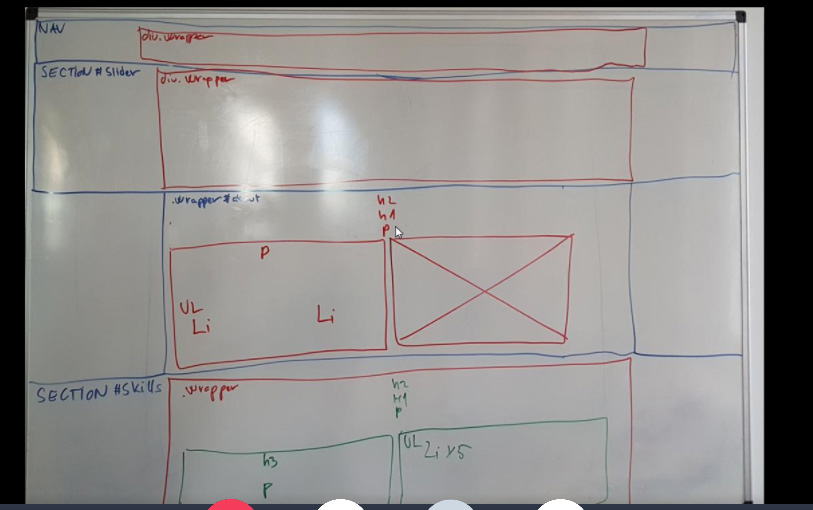 NAV
div.wrapper
SECTION #Slider
div.wrapper
.wrapper
h2
h1
p
P
UL
Li
Li
SECTION #Skills
.wrapper
h2
H1
P
h3
P
UL
Li x5